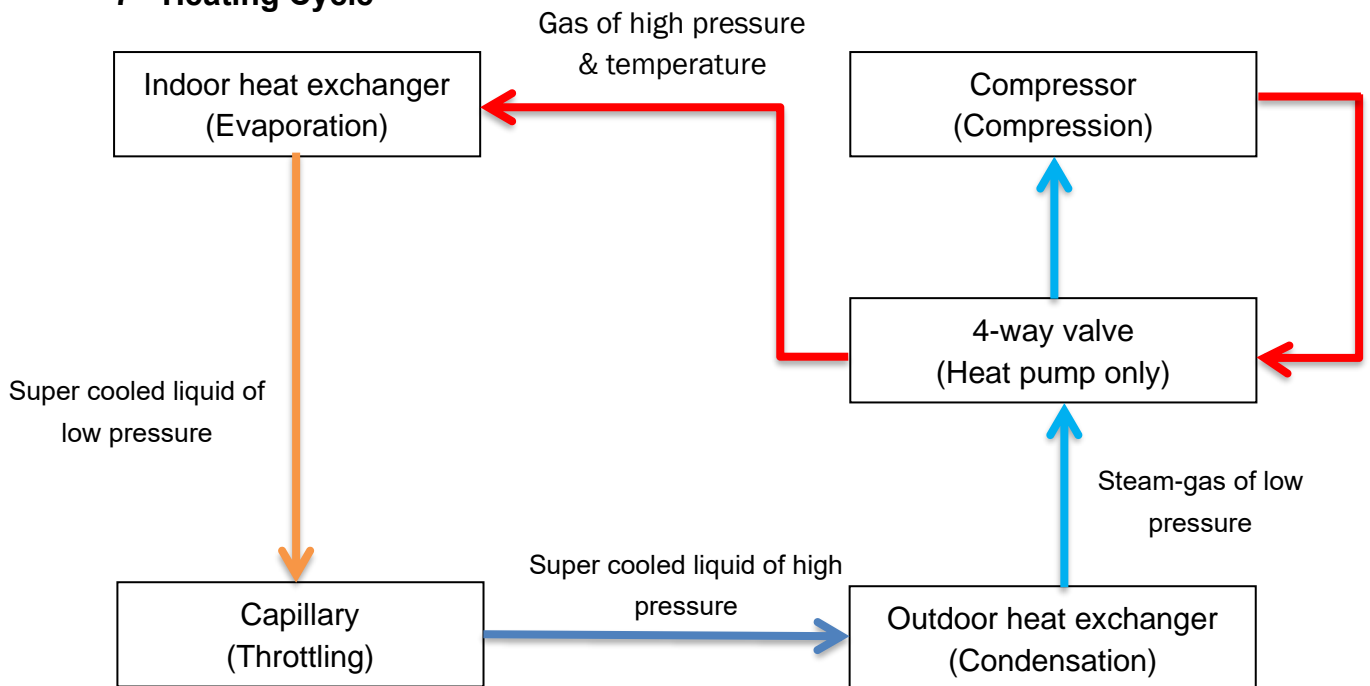 Heating Cycle
Gas of high pressure
& temperature
Indoor heat exchanger
(Evaporation)
Compressor
(Compression)
4-way valve
(Heat pump only)
Super cooled liquid of
low pressure
Steam-gas of low
pressure
Super cooled liquid of high
pressure
Capillary
(Throttling)
Outdoor heat exchanger
(Condensation)